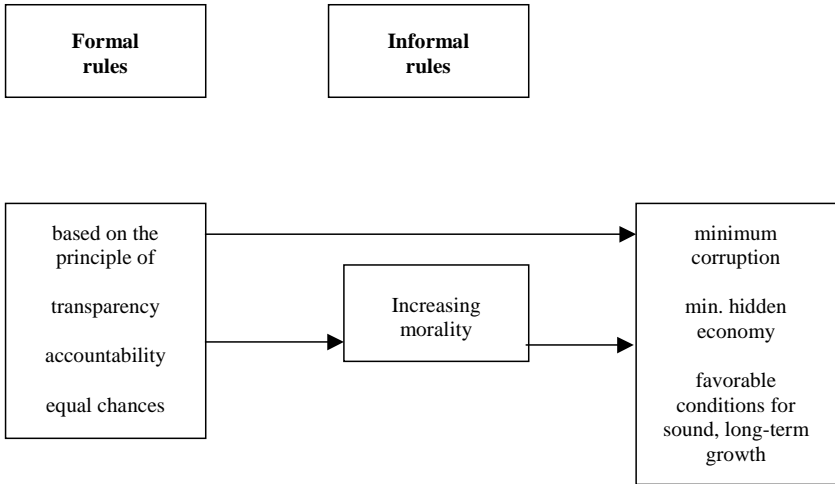 Formal
rules
Informal
rules
based on the
principle of
transparency
accountability
equal chances
Increasing
morality
minimum
corruption
min. hidden
economy
favorable
conditions for
sound, long-term
growth